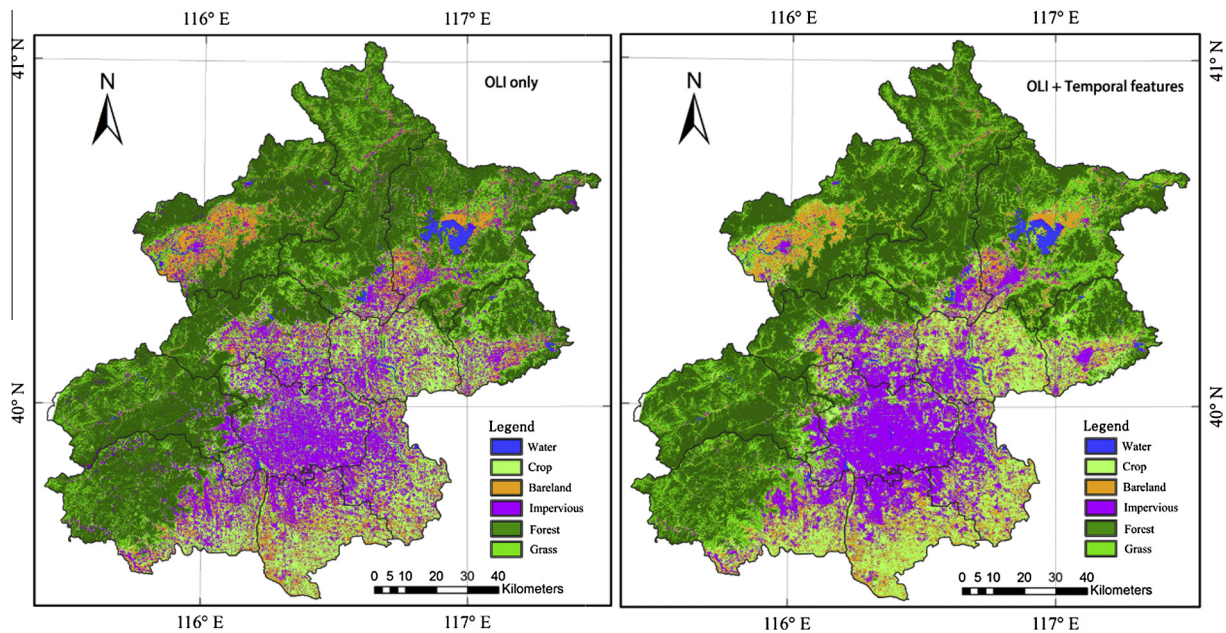 116° E 117° E 116° E 117° E
41° N
N
OLI only
N
OLI + Temporal features
41° N
40° N
40° N
Legend
Water
Crop
Bareland
Impervious
Forest
Grass
0 5 10 20 30 40
Kilometers
Legend
Water
Crop
Bareland
Impervious
Forest
Grass
0 5 10 20 30 40
Kilometers
116° E 117° E 116° E 117° E